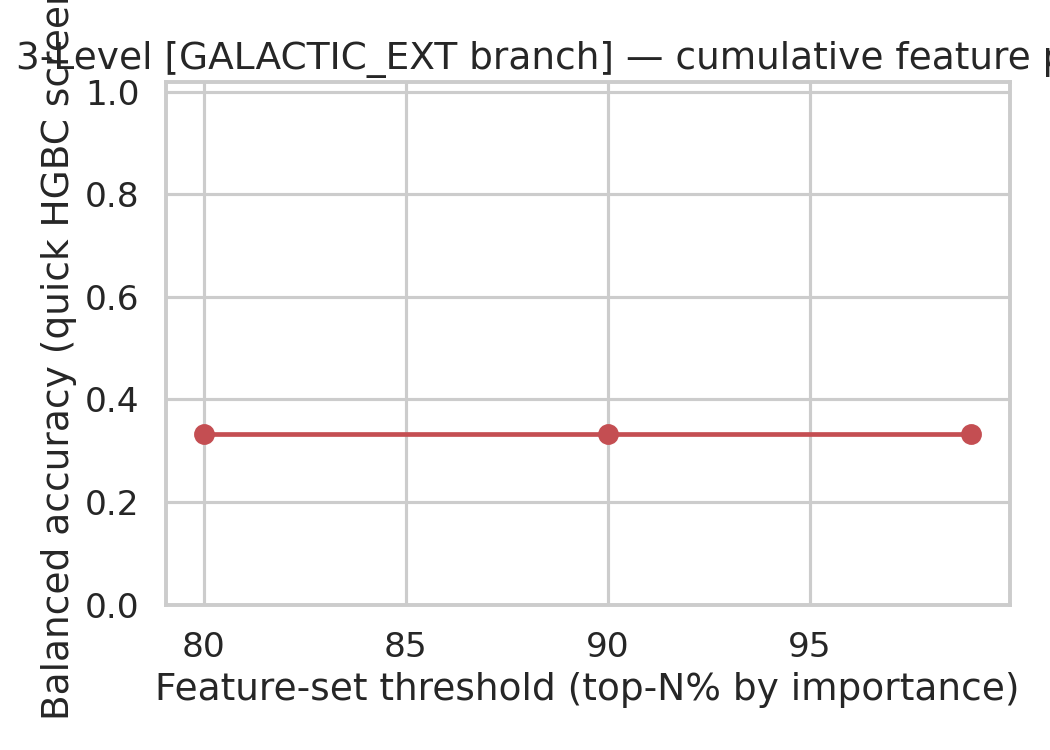 3-Level [GALACTIC_EXT branch] — cumulative feature
Balanced accuracy (quick HGBC
1.0
0.8
0.6
0.4
0.2
0.0
80 85 90 95
Feature-set threshold (top-N% by importance)